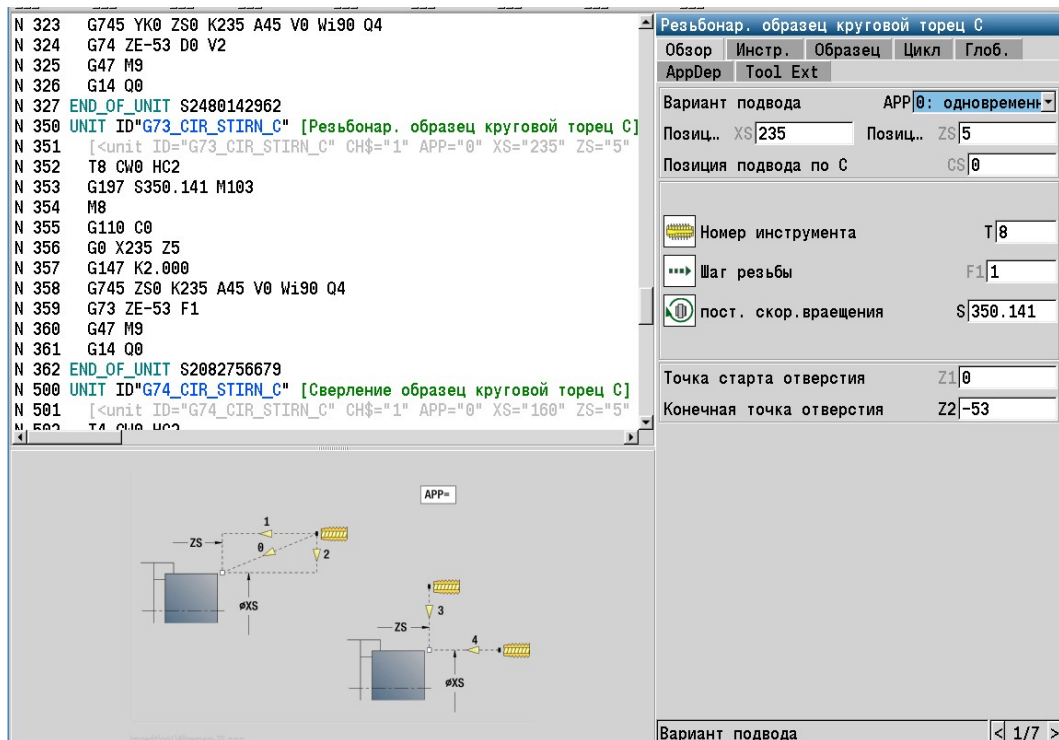 N 323 G745 YK0 ZS0 K235 A45 V0 Wi90 Q4
N 324 G74 ZE-53 D0 V2
N 325 G47 M9
N 326 G14 Q0
N 327 END_OF_UNIT S2480142962
N 350 UNIT ID"G73_CIR_STIRN_C" [Резьбонар. образец круговой торец C]
N 351 [<unit ID="G73_CIR_STIRN_C" CH$="1" APP="0" XS="235" ZS="5"
N 352 T8 CW0 HC2
N 353 G197 S350.141 M103
N 354 M8
N 355 G110 C0
N 356 G0 X235 Z5
N 357 G147 K2.000
N 358 G745 ZS0 K235 A45 V0 Wi90 Q4
N 359 G73 ZE-53 F1
N 360 G47 M9
N 361 G14 Q0
N 362 END_OF_UNIT S2082756679
N 500 UNIT ID"G74_CIR_STIRN_C" [Сверление образец круговой торец C]
N 501 [<unit ID="G74_CIR_STIRN_C" CH$="1" APP="0" XS="160" ZS="5"
N 502 T4 CW0 HC2
Резьбонар. образец круговой торец C
Обзор Инстр. Образец Цикл Глоб.
AppDep Tool Ext
Вариант подвода APP 0: одновременн
Позиц.. XS 235 Позиц.. ZS 5
Позиция подвода по C CS 0
Номер инструмента T 8
Шаг резьбы F1 1
пост. скор.враещения S 350.141
Точка старта отверстия Z1 0
Конечная точка отверстия Z2 -53
APP=
1
ZS
0
2
øXS
3
ZS
4
øXS
Вариант подвода < 1/7 >